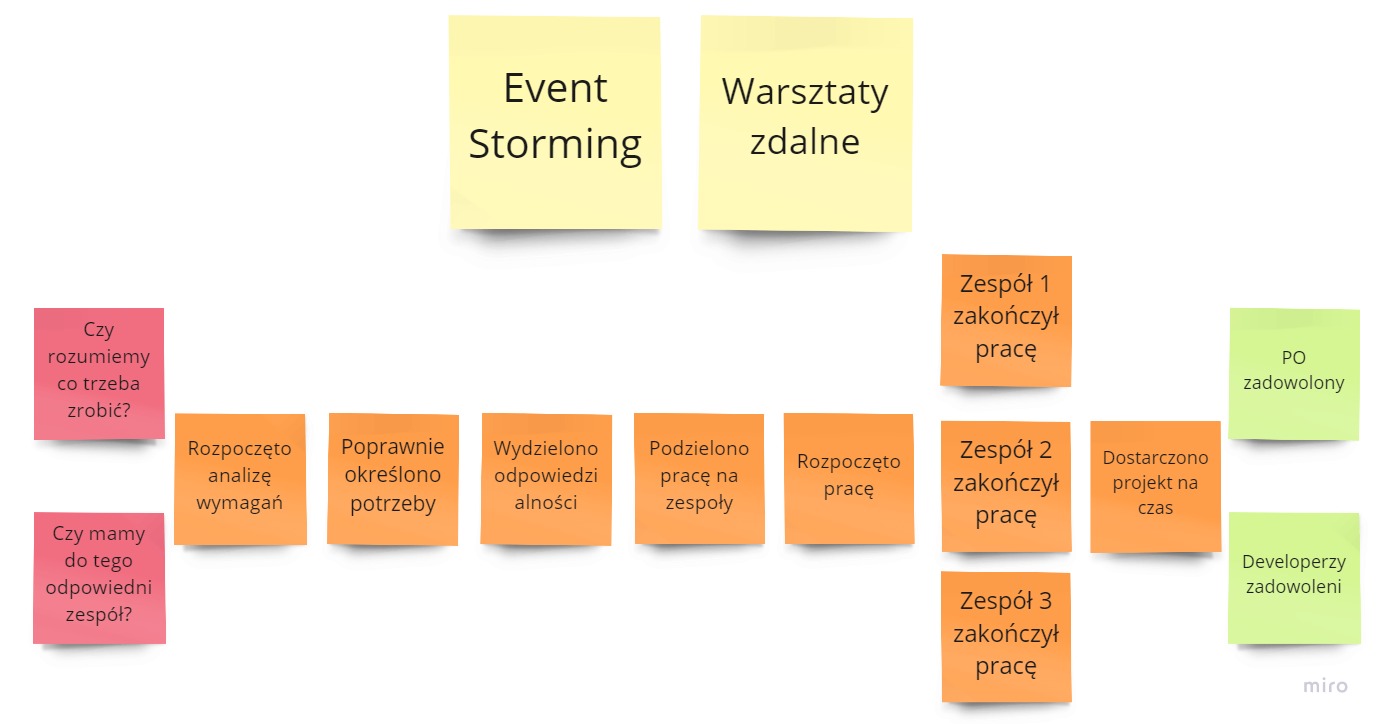 Event
Storming
Warsztaty
zdalne
Czy
rozumiemy
co trzeba
zrobić?
Czy mamy
do tego
odpowiedni
zespół?
Rozpoczęto
analizę
wymagań
Poprawnie
określono
potrzeby
Wydzielono
odpowiedzi
alności
Podzielono
pracę na
zespoły
Rozpoczęto
pracę
Zespół 1
zakończył
pracę
Zespół 2
zakończył
pracę
Zespół 3
zakończył
pracę
Dostarczono
projekt na
czas
PO
zadowolony
Developerzy
zadowoleni
miro